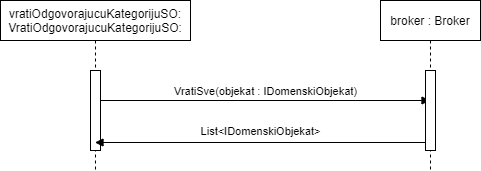 vratiOdgovorajucuKategorijuSO:
VratiOdgovorajucuKategorijuSO:
broker : Broker
VratiSve(objekat : IDomenskiObjekat)
List<IDomenskiObjekat>